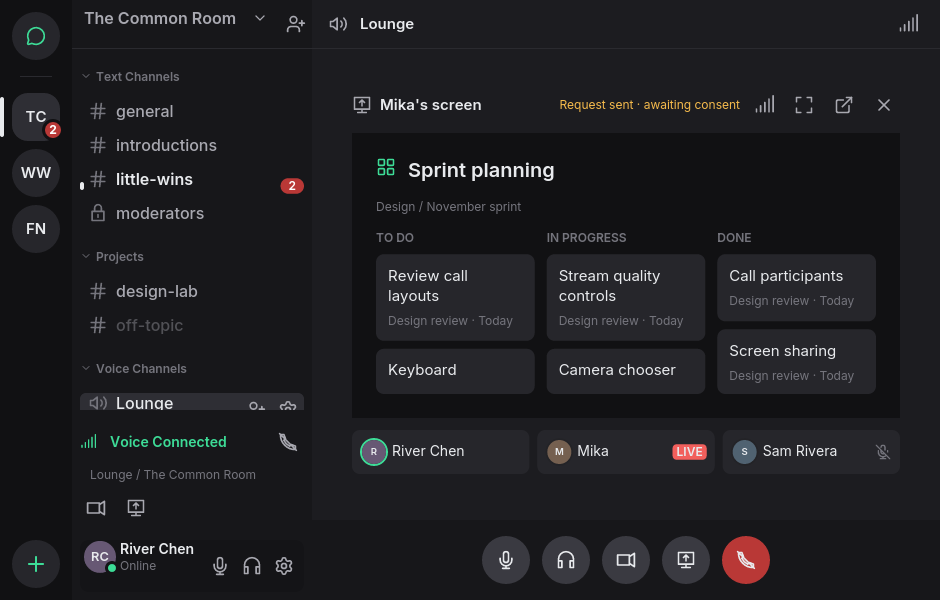 The Common Room
TC
2
WW
FN
Text Channels
general
introductions
little-wins
2
moderators
Projects
design-lab
off-topic
Voice Channels
Lounge
Voice Connected
Lounge / The Common Room
RC
River Chen
Online
Lounge
Mika's screen
Request sent · awaiting consent
Sprint planning
Design / November sprint
TO DO
Review call
layouts
Design review · Today
Keyboard
IN PROGRESS
Stream quality
controls
Design review · Today
Camera chooser
DONE
Call participants
Design review · Today
Screen sharing
Design review · Today
R
River Chen
M
Mika
LIVE
S
Sam Rivera